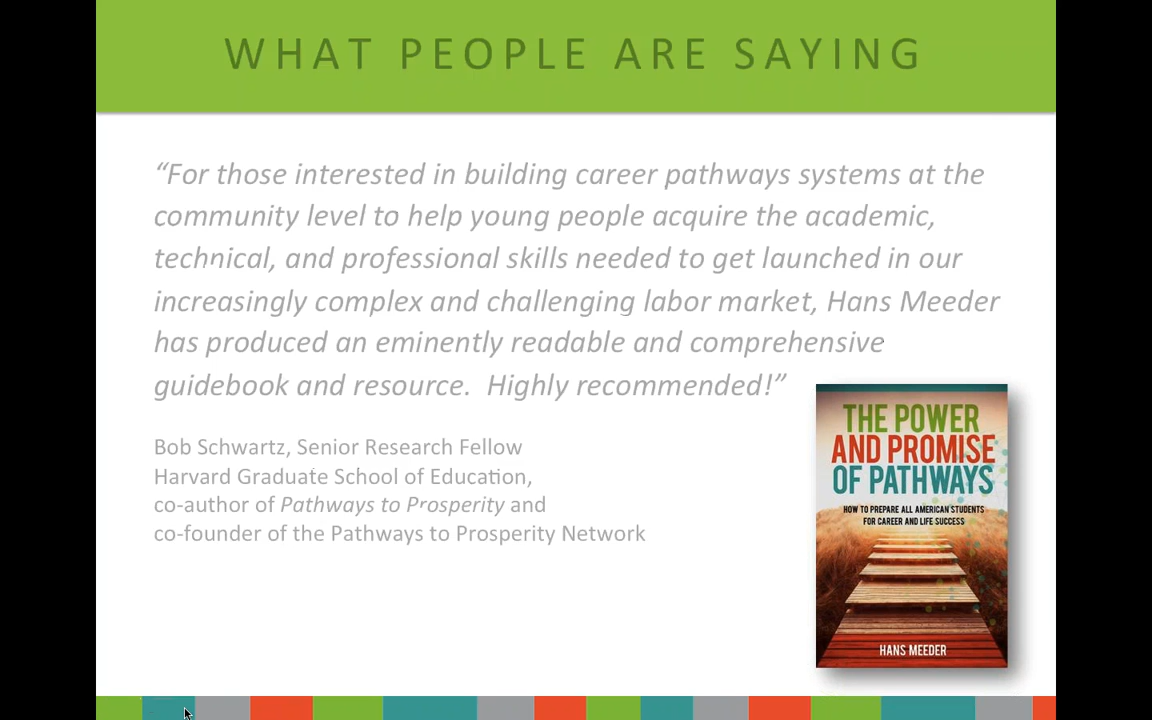 WHAT PEOPLE ARE SAYING
“For those interested in building career pathways systems at the
community level to help young people acquire the academic,
technical, and professional skills needed to get launched in our
increasingly complex and challenging labor market, Hans Meeder
has produced an eminently readable and comprehensive
guidebook and resource.  Highly recommended!”
Bob Schwartz, Senior Research Fellow
Harvard Graduate School of Education,
co-author of Pathways to Prosperity and
co-founder of the Pathways to Prosperity Network
THE POWER
AND PROMISE
OF PATHWAYS
HOW TO PREPARE ALL AMERICAN STUDENTS
FOR CAREER AND LIFE SUCCESS
HANS MEEDER